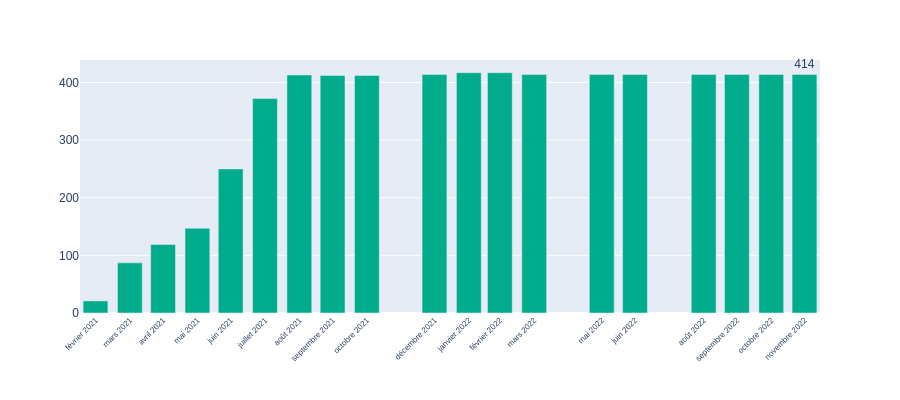 414
400
300
200
100
0
février 2021
mars 2021
avril 2021
mai 2021
juin 2021
juillet 2021
août 2021
septembre 2021
octobre 2021
décembre 2021
janvier 2022
février 2022
mars 2022
mai 2022
juin 2022
août 2022
septembre 2022
octobre 2022
novembre 2022